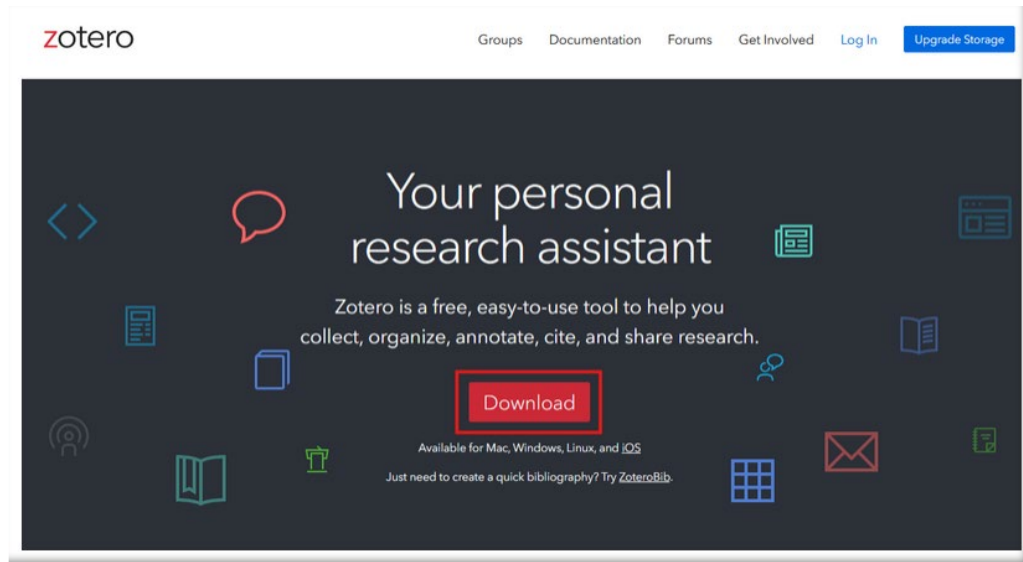 zotero
Groups Documentation Forums Get Involved Log In Upgrade Storage
Your personal
research assistant
Zotero is a free, easy-to-use tool to help you
collect, organize, annotate, cite, and share research.
Download
Available for Mac, Windows, Linux, and iOS
Just need to create a quick bibliography? Try ZoteroBib.